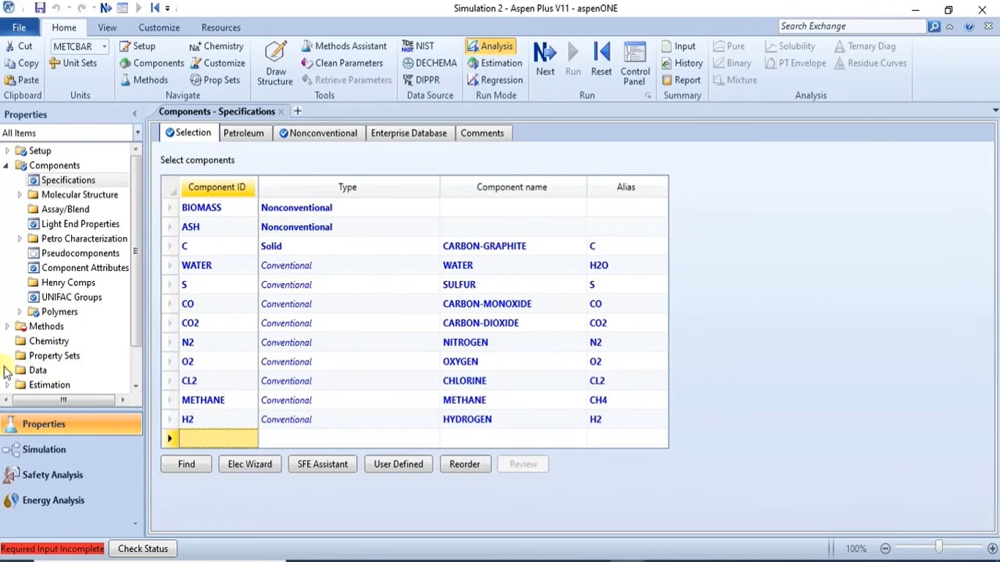 Simulation 2 - Aspen Plus V11 - aspenONE
File Home View Customize Resources Search Exchange
Cut METCBAR Setup Chemistry Methods Assistant NIST Analysis Input Pure Solubility Ternary Diag
Copy Unit Sets Components Customize Draw Structure Clean Parameters DECHEMA Estimation Next Run Reset Control Panel History Binary PT Envelope Residue Curves
Paste Methods Prop Sets Retrieve Parameters DIPPR Regression Report Mixture
Clipboard Units Navigate Tools Data Source Run Mode Run Summary Analysis
Properties
All Items
Setup
Components
Specifications
Molecular Structure
Assay/Blend
Light End Properties
Petro Characterization
Pseudocomponents
Component Attributes
Henry Comps
UNIFAC Groups
Polymers
Methods
Chemistry
Property Sets
Data
Estimation
Properties
Simulation
Safety Analysis
Energy Analysis
Components - Specifications
Selection Petroleum Nonconventional Enterprise Database Comments
Select components
Component ID Type Component name Alias
BIOMASS Nonconventional
ASH Nonconventional
C Solid CARBON-GRAPHITE C
WATER Conventional WATER H2O
S Conventional SULFUR S
CO Conventional CARBON-MONOXIDE CO
CO2 Conventional CARBON-DIOXIDE CO2
N2 Conventional NITROGEN N2
O2 Conventional OXYGEN O2
CL2 Conventional CHLORINE CL2
METHANE Conventional METHANE CH4
H2 Conventional HYDROGEN H2
Find Elec Wizard SFE Assistant User Defined Reorder Review
Required Input Incomplete Check Status 100%